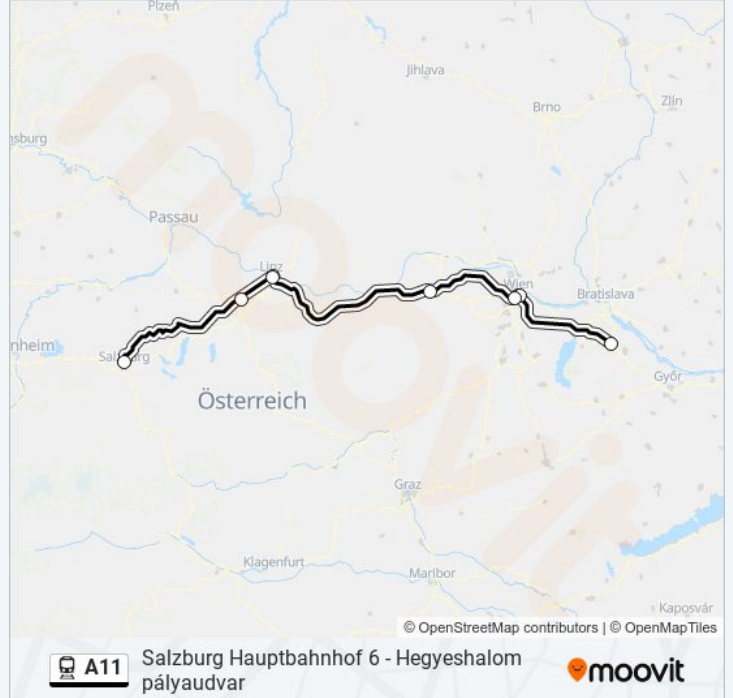 Plzeň
Jihlava
Zlín
Brno
nsburg
Passau
Linz
Wien
Bratislava
nheim
Salzburg
Győr
Österreich
Graz
Klagenfurt
Maribor
Kaposvár
moovit
© OpenStreetMap contributors | © OpenMapTiles
A11
Salzburg Hauptbahnhof 6 - Hegyeshalom
pályaudvar
moovit